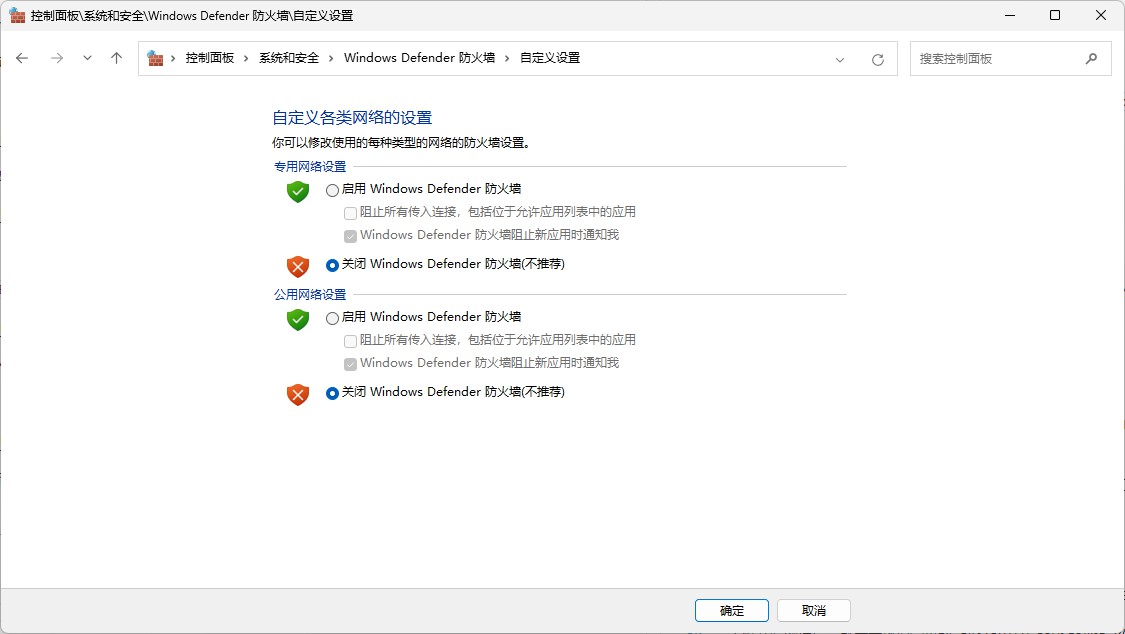 控制面板\系统和安全\Windows Defender 防火墙\自定义设置
控制面板 › 系统和安全 › Windows Defender 防火墙 › 自定义设置
搜索控制面板
自定义各类网络的设置
你可以修改使用的每种类型的网络的防火墙设置。
专用网络设置
启用 Windows Defender 防火墙
阻止所有传入连接，包括位于允许应用列表中的应用
Windows Defender 防火墙阻止新应用时通知我
关闭 Windows Defender 防火墙(不推荐)
公用网络设置
启用 Windows Defender 防火墙
阻止所有传入连接，包括位于允许应用列表中的应用
Windows Defender 防火墙阻止新应用时通知我
关闭 Windows Defender 防火墙(不推荐)
确定
取消